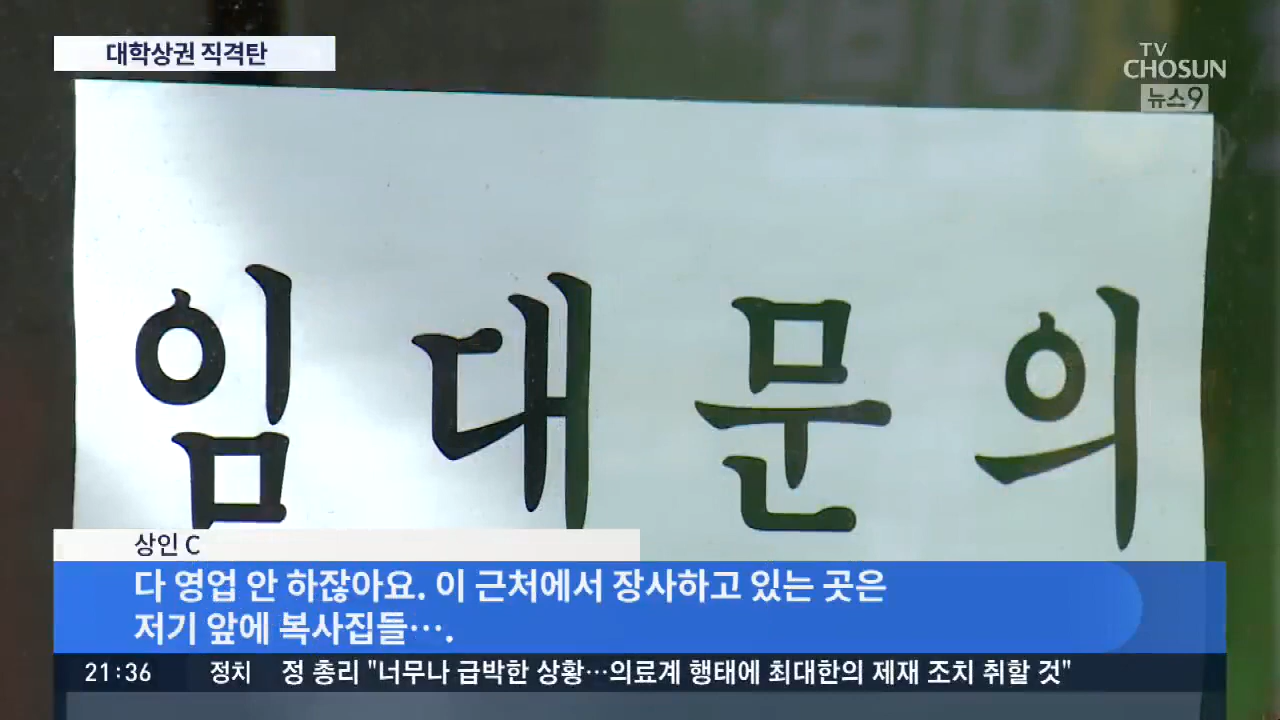 대학상권 직격탄
TV
CHOSUN
뉴스9
임대문의
상인 C
다 영업 안 하잖아요. 이 근처에서 장사하고 있는 곳은
저기 앞에 복사집들….
21:36 정치 정 총리 "너무나 급박한 상황…의료계 행태에 최대한의 제재 조치 취할 것"